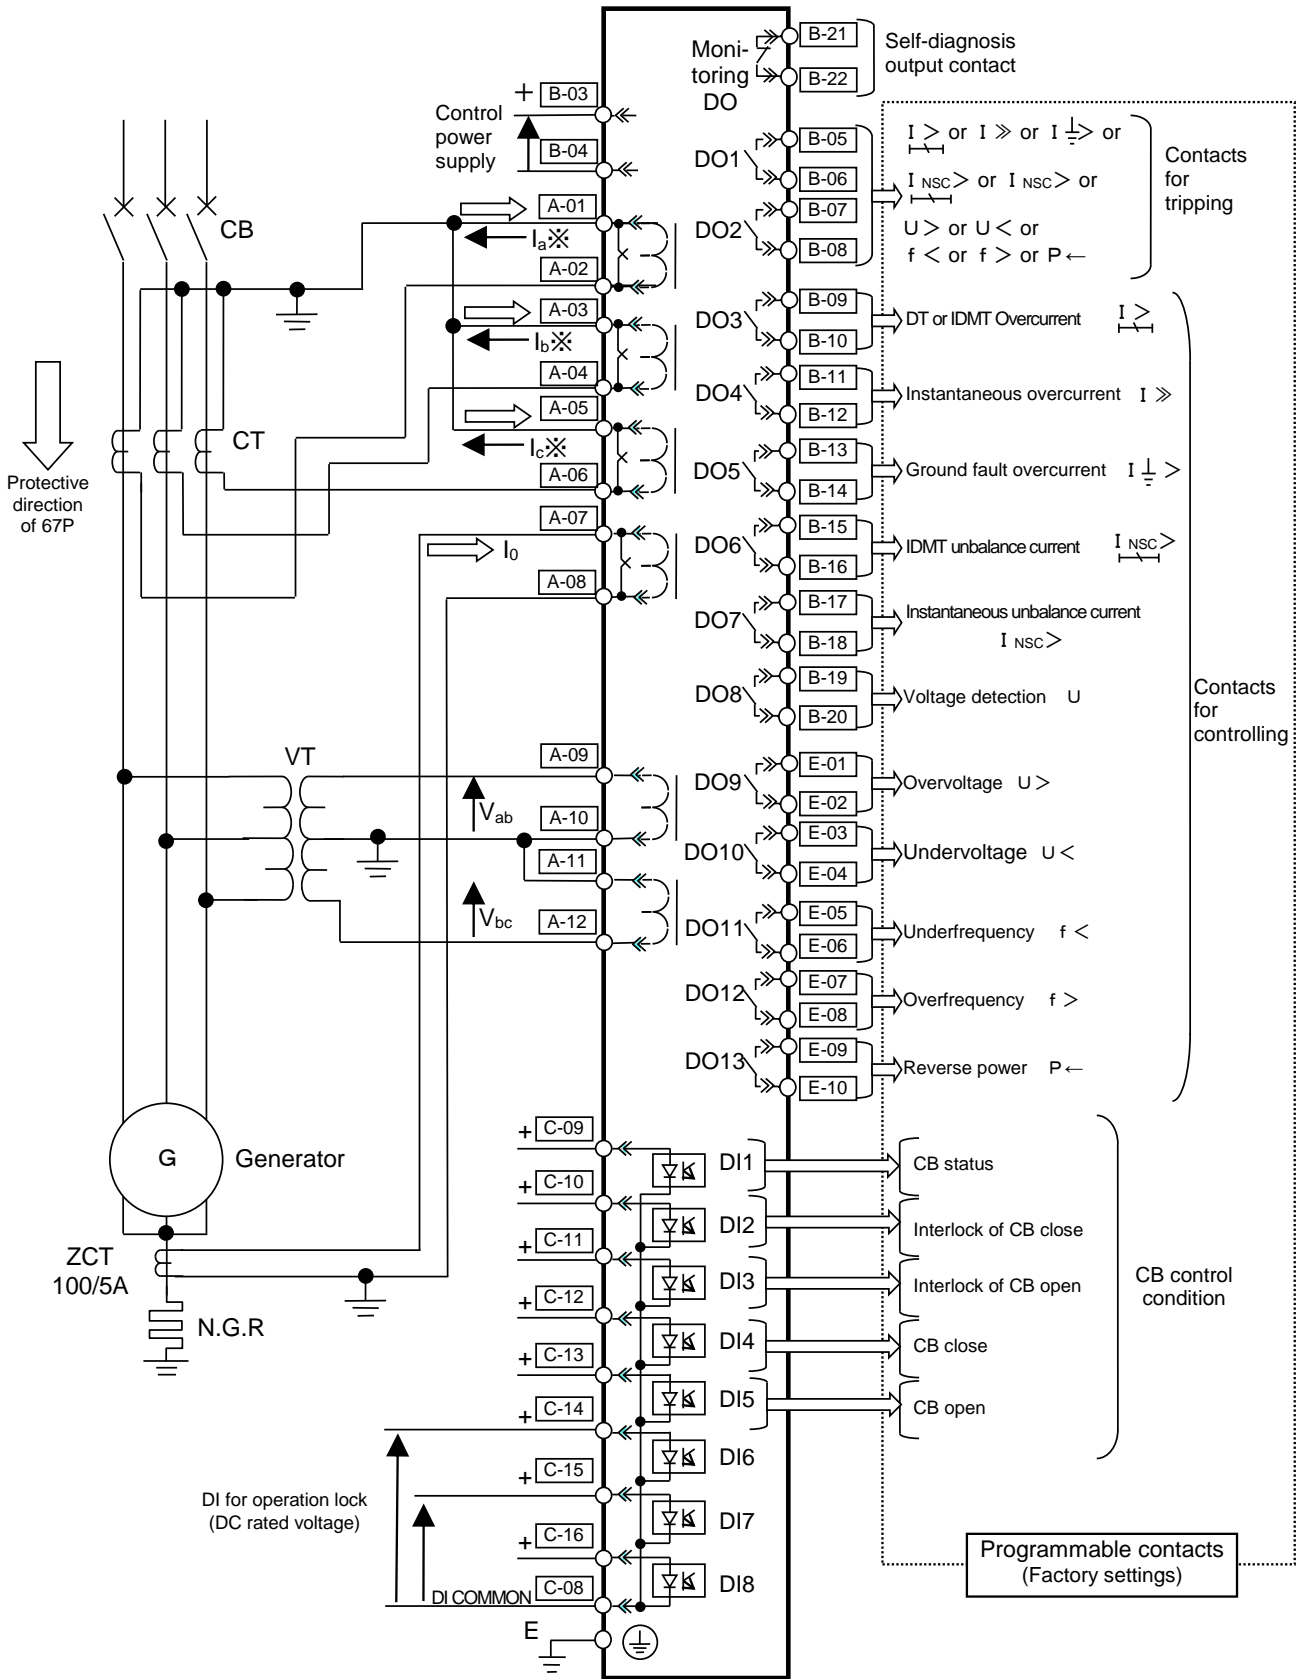 Moni-
toring
DO
B-21
B-22
Self-diagnosis
output contact
Control
power
supply
+ B-03
B-04
DO1
B-05
B-06
DO2
B-07
B-08
I > or I ≫ or I ⏚> or
I NSC> or I NSC> or
U > or U < or
f < or f > or P ←
Contacts
for
tripping
CB
A-01
Ia※
A-02
A-03
Ib※
A-04
A-05
Ic※
A-06
A-07
I0
A-08
CT
Protective
direction
of 67P
DO3
B-09
B-10
DT or IDMT Overcurrent I >
DO4
B-11
B-12
Instantaneous overcurrent I ≫
DO5
B-13
B-14
Ground fault overcurrent I ⏚ >
DO6
B-15
B-16
IDMT unbalance current I NSC>
DO7
B-17
B-18
Instantaneous unbalance current
I NSC>
DO8
B-19
B-20
Voltage detection U
Contacts
for
controlling
VT
A-09
Vab
A-10
A-11
Vbc
A-12
DO9
E-01
E-02
Overvoltage U >
DO10
E-03
E-04
Undervoltage U <
DO11
E-05
E-06
Underfrequency f <
DO12
E-07
E-08
Overfrequency f >
DO13
E-09
E-10
Reverse power P ←
G
Generator
ZCT
100/5A
N.G.R
+ C-09
DI1
CB status
+ C-10
DI2
Interlock of CB close
+ C-11
DI3
Interlock of CB open
+ C-12
DI4
CB close
+ C-13
DI5
CB open
CB control
condition
+ C-14
DI6
+ C-15
DI7
+ C-16
DI8
DI for operation lock
(DC rated voltage)
DI COMMON C-08
E
Programmable contacts
(Factory settings)